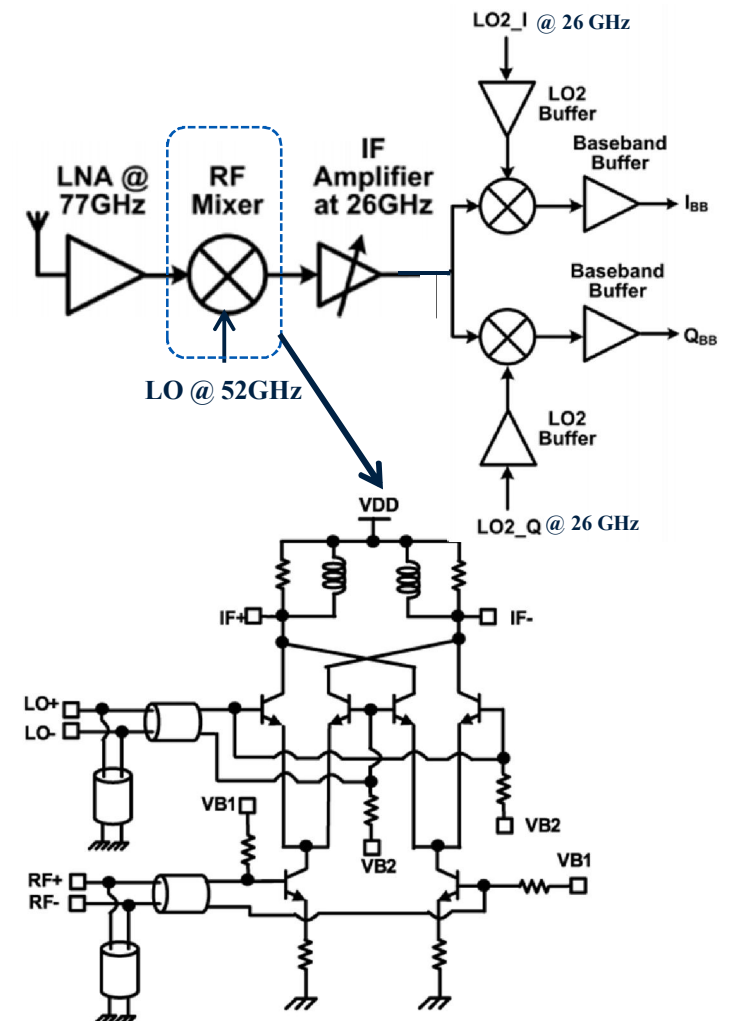 LO2_I @ 26 GHz
LO2
Buffer
Baseband
Buffer
IF
Amplifier
at 26GHz
LNA @
77GHz
RF
Mixer
I_BB
Baseband
Buffer
Q_BB
LO @ 52GHz
LO2
Buffer
LO2_Q @ 26 GHz
VDD
IF+
IF-
LO+
LO-
VB1
VB2
VB2
VB1
RF+
RF-